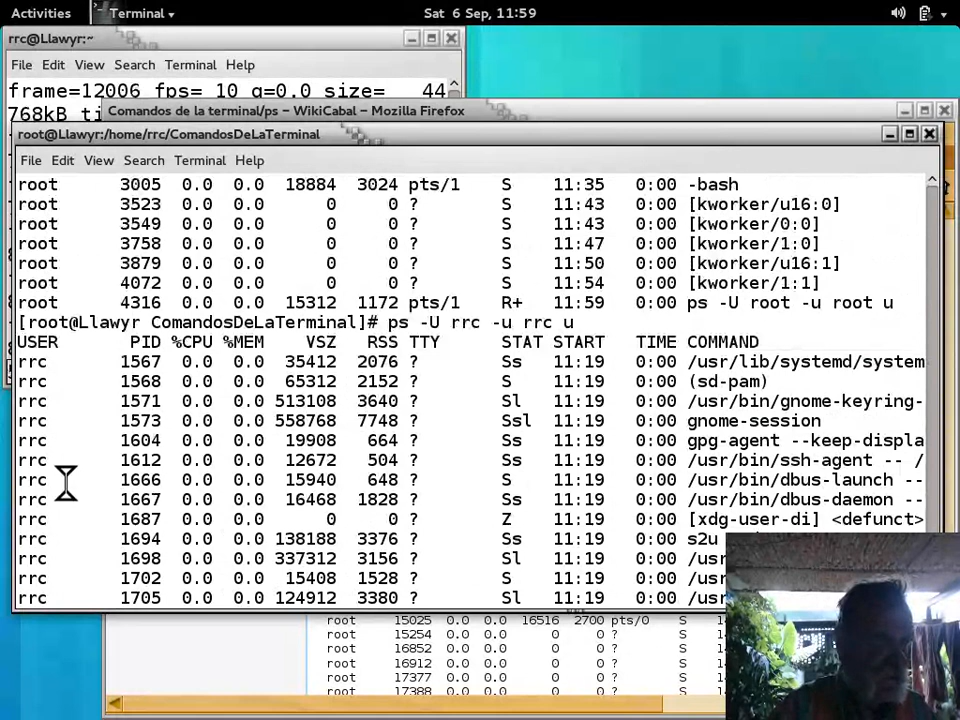 Activities Terminal Sat 6 Sep, 11:59
rrc@Llawyr:~
File Edit View Search Terminal Help
frame=12006 fps= 10 q=0.0 size= 44
768kB ti
Comandos de la terminal/ps – WikiCabal – Mozilla Firefox
root@Llawyr:/home/rrc/ComandosDeLaTerminal
File Edit View Search Terminal Help
root 3005 0.0 0.0 18884 3024 pts/1 S 11:35 0:00 -bash
root 3523 0.0 0.0 0 0 ? S 11:43 0:00 [kworker/u16:0]
root 3549 0.0 0.0 0 0 ? S 11:43 0:00 [kworker/0:0]
root 3758 0.0 0.0 0 0 ? S 11:47 0:00 [kworker/1:0]
root 3879 0.0 0.0 0 0 ? S 11:50 0:00 [kworker/u16:1]
root 4072 0.0 0.0 0 0 ? S 11:54 0:00 [kworker/1:1]
root 4316 0.0 0.0 15312 1172 pts/1 R+ 11:59 0:00 ps -U root -u root u
[root@Llawyr ComandosDeLaTerminal]# ps -U rrc -u rrc u
USER PID %CPU %MEM VSZ RSS TTY STAT START TIME COMMAND
rrc 1567 0.0 0.0 35412 2076 ? Ss 11:19 0:00 /usr/lib/systemd/system
rrc 1568 0.0 0.0 65312 2152 ? S 11:19 0:00 (sd-pam)
rrc 1571 0.0 0.0 513108 3640 ? Sl 11:19 0:00 /usr/bin/gnome-keyring-
rrc 1573 0.0 0.0 558768 7748 ? Ssl 11:19 0:00 gnome-session
rrc 1604 0.0 0.0 19908 664 ? Ss 11:19 0:00 gpg-agent --keep-displa
rrc 1612 0.0 0.0 12672 504 ? Ss 11:19 0:00 /usr/bin/ssh-agent -- /
rrc 1666 0.0 0.0 15940 648 ? S 11:19 0:00 /usr/bin/dbus-launch --
rrc 1667 0.0 0.0 16468 1828 ? Ss 11:19 0:00 /usr/bin/dbus-daemon --
rrc 1687 0.0 0.0 0 0 ? Z 11:19 0:00 [xdg-user-di] <defunct>
rrc 1694 0.0 0.0 138188 3376 ? Ss 11:19 0:00 s2u
rrc 1698 0.0 0.0 337312 3156 ? Sl 11:19 0:00 /us
rrc 1702 0.0 0.0 15408 1528 ? S 11:19 0:00 /us
rrc 1705 0.0 0.0 124912 3380 ? Sl 11:19 0:00 /us
root 15025 0.0 0.0 16516 2700 pts/0 S
root 15254 0.0 0.0 0 0 ? S
root 16852 0.0 0.0 0 0 ? S
root 16912 0.0 0.0 0 0 ? S
root 17377 0.0 0.0 0 0 ? S
root 17388 0.0 0.0 0 0 ? S